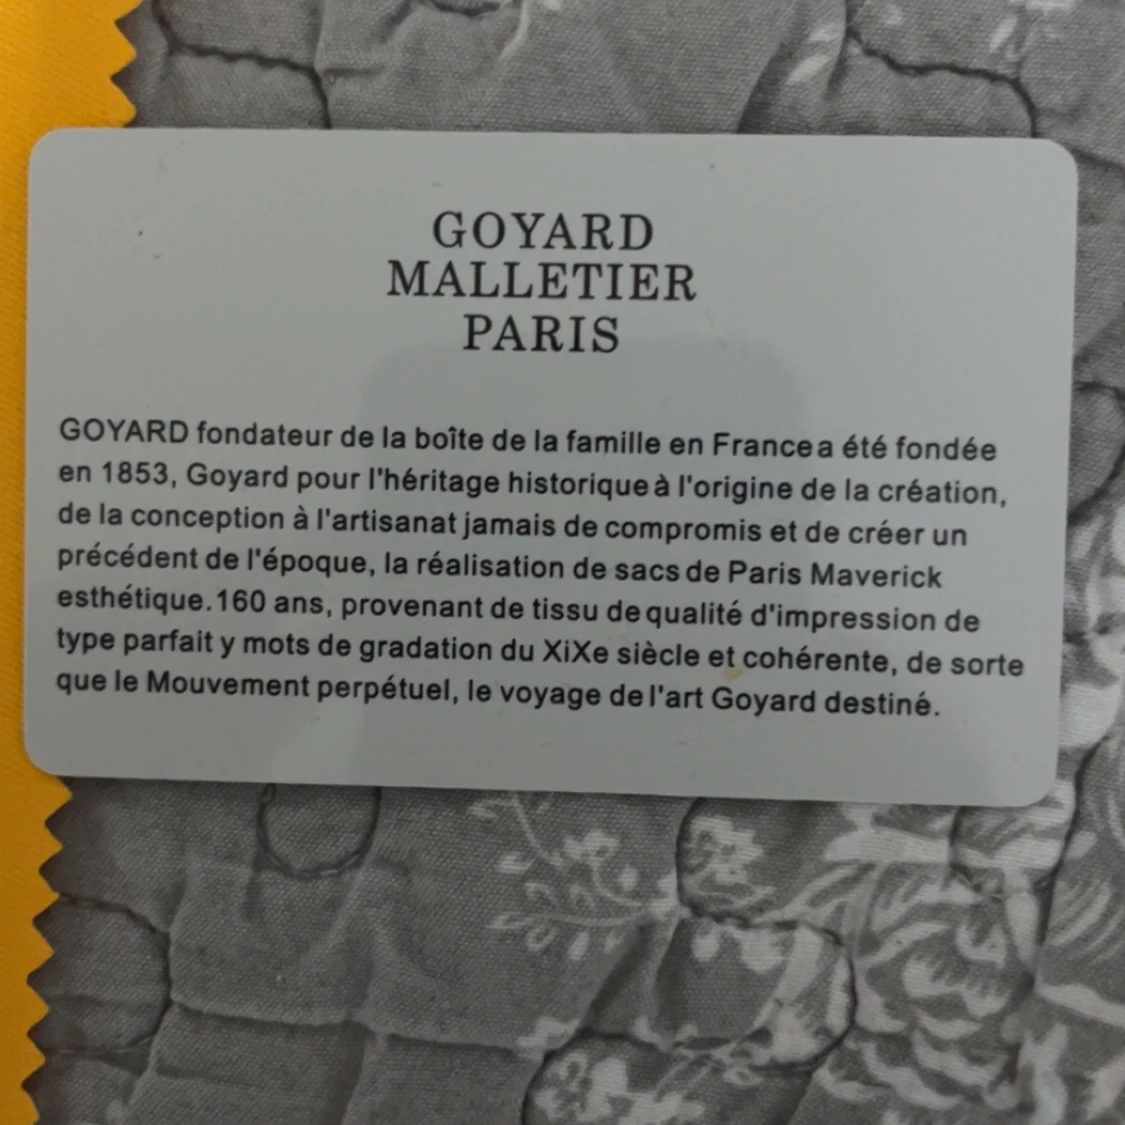 GOYARD
MALLETIER
PARIS
GOYARD fondateur de la boîte de la famille en France a été fondée
en 1853, Goyard pour l'héritage historique à l'origine de la création,
de la conception à l'artisanat jamais de compromis et de créer un
précédent de l'époque, la réalisation de sacs de Paris Maverick
esthétique.160 ans, provenant de tissu de qualité d'impression de
type parfait y mots de gradation du XiXe siècle et cohérente, de sorte
que le Mouvement perpétuel, le voyage de l'art Goyard destiné.